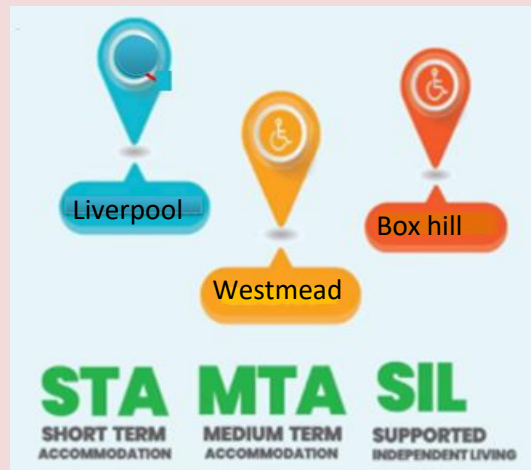 Liverpool
Westmead
Box hill
STA
SHORT TERM
ACCOMMODATION
MTA
MEDIUM TERM
ACCOMMODATION
SIL
SUPPORTED
INDEPENDENT LIVING